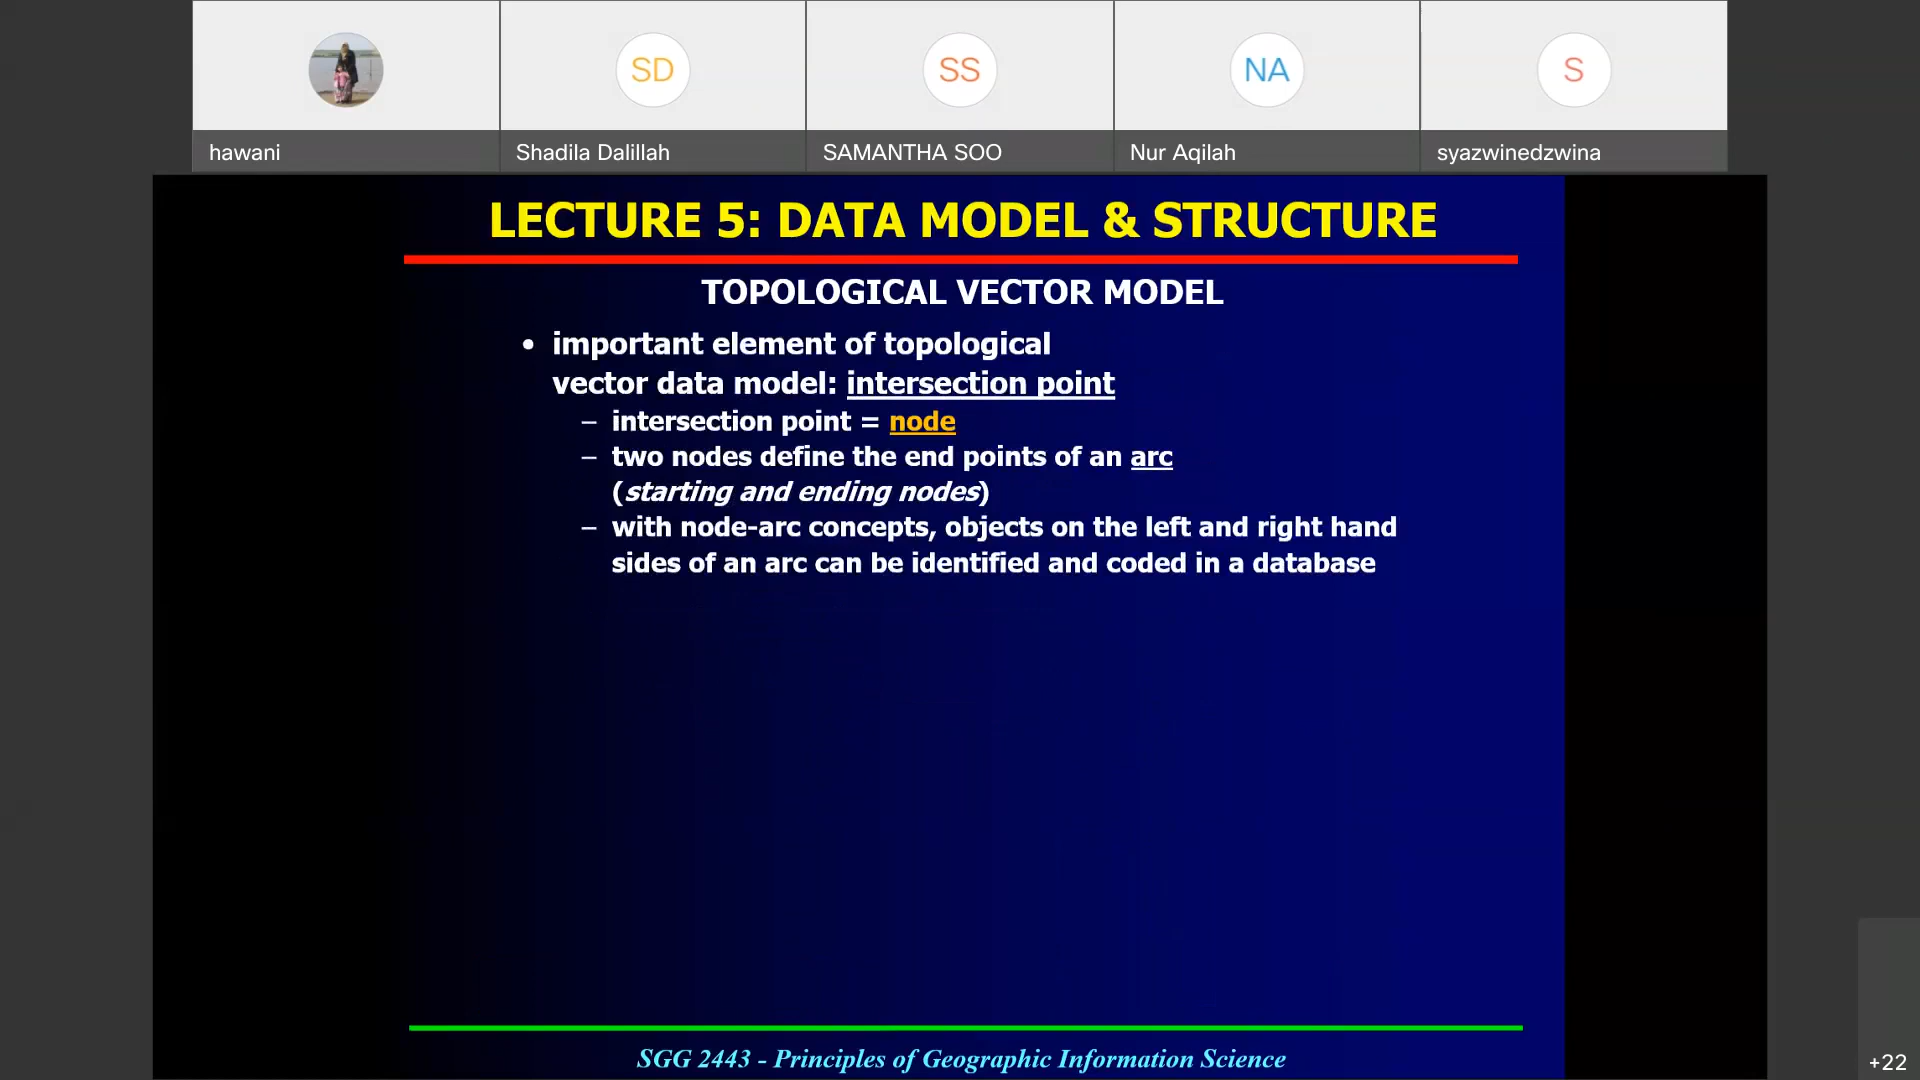 SD
SS
NA
S
hawani
Shadila Dalillah
SAMANTHA SOO
Nur Aqilah
syazwinedzwina
LECTURE 5: DATA MODEL & STRUCTURE
TOPOLOGICAL VECTOR MODEL
• important element of topological
vector data model: intersection point
– intersection point = node
– two nodes define the end points of an arc
(starting and ending nodes)
– with node-arc concepts, objects on the left and right hand
sides of an arc can be identified and coded in a database
SGG 2443 - Principles of Geographic Information Science
+22